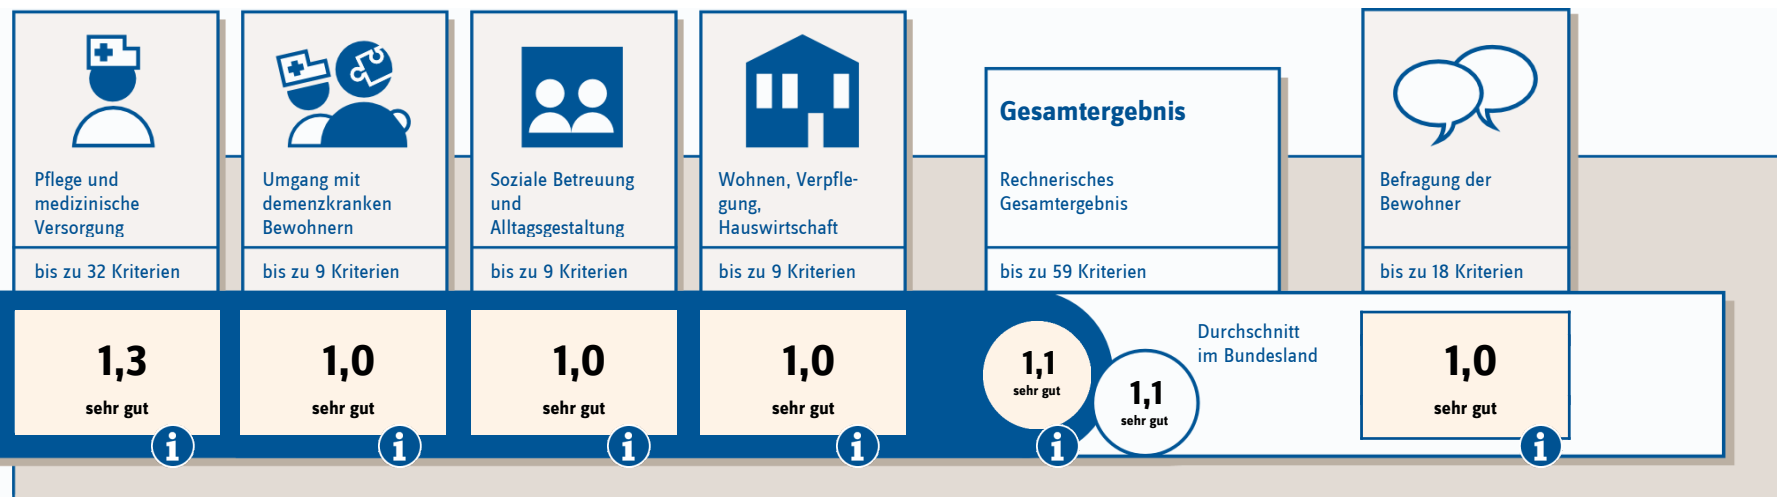 Pflege und
medizinische
Versorgung
bis zu 32 Kriterien
1,3
sehr gut
i
Umgang mit
demenzkranken
Bewohnern
bis zu 9 Kriterien
1,0
sehr gut
i
Soziale Betreuung
und
Alltagsgestaltung
bis zu 9 Kriterien
1,0
sehr gut
i
Wohnen, Verpfle-
gung,
Hauswirtschaft
bis zu 9 Kriterien
1,0
sehr gut
i
Gesamtergebnis
Rechnerisches
Gesamtergebnis
bis zu 59 Kriterien
1,1
sehr gut
i
1,1
sehr gut
Durchschnitt
im Bundesland
Befragung der
Bewohner
bis zu 18 Kriterien
1,0
sehr gut
i